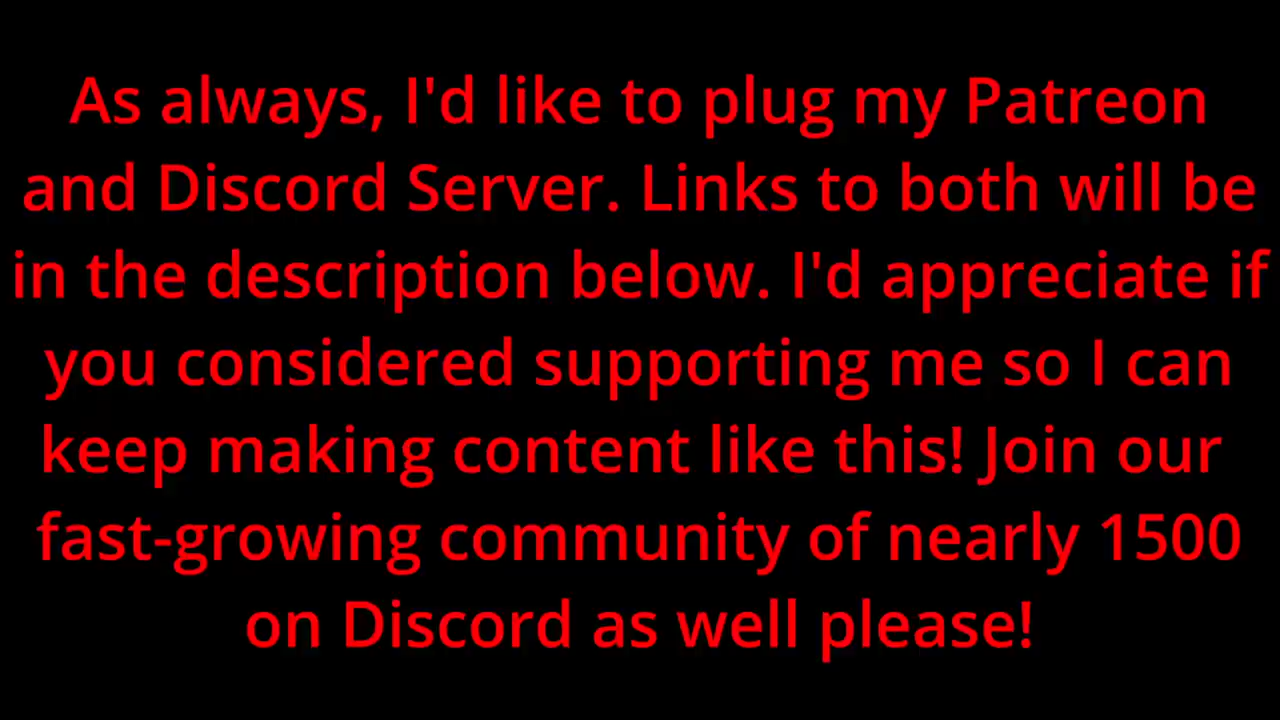 As always, I'd like to plug my Patreon
and Discord Server. Links to both will be
in the description below. I'd appreciate if
you considered supporting me so I can
keep making content like this! Join our
fast-growing community of nearly 1500
on Discord as well please!